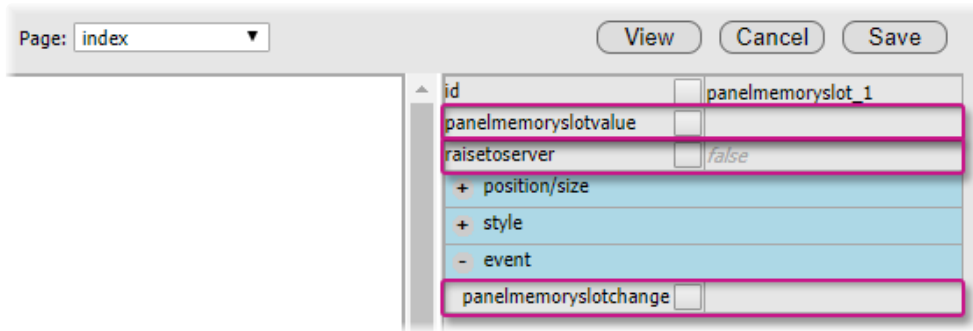 Page: index View Cancel Save
id panelmemoryslot_1
panelmemoryslotvalue
raisetoserver false
+ position/size
+ style
- event
panelmemoryslotchange